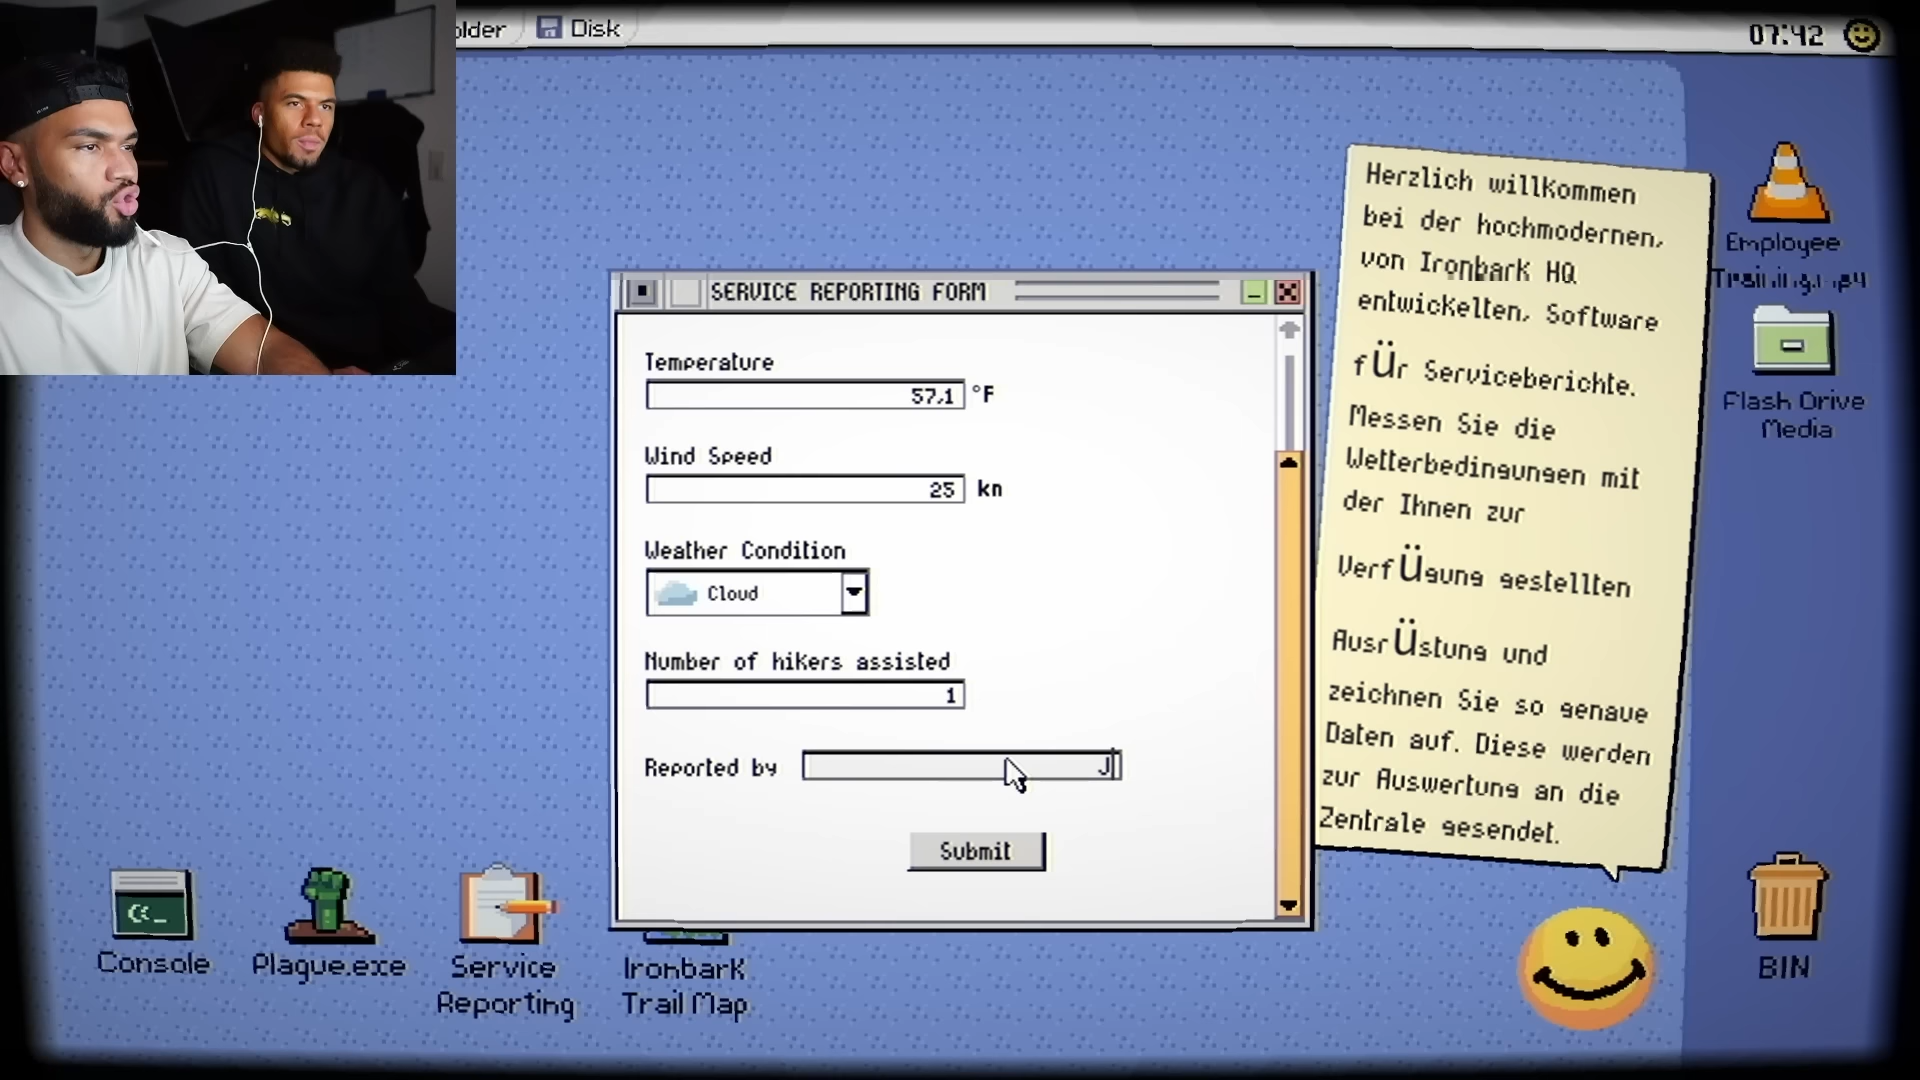 older
Disk
07:42
SERVICE REPORTING FORM
Temperature
57,1 °F
Wind Speed
25 kn
Weather Condition
Cloud
Number of hikers assisted
1
Reported by J
Submit
Herzlich willkommen
bei der hochmodernen,
von Ironbark HQ
entwickelten, Software
fÜr Serviceberichte.
Messen Sie die
Wetterbedingungen mit
der Ihnen zur
VerfÜgung gestellten
AusrÜstung und
zeichnen Sie so genaue
Daten auf. Diese werden
zur Auswertung an die
Zentrale gesendet.
Employee
Training.mp4
Flash Drive
Media
BIN
Console
Plague.exe
Service
Reporting
Ironbark
Trail Map